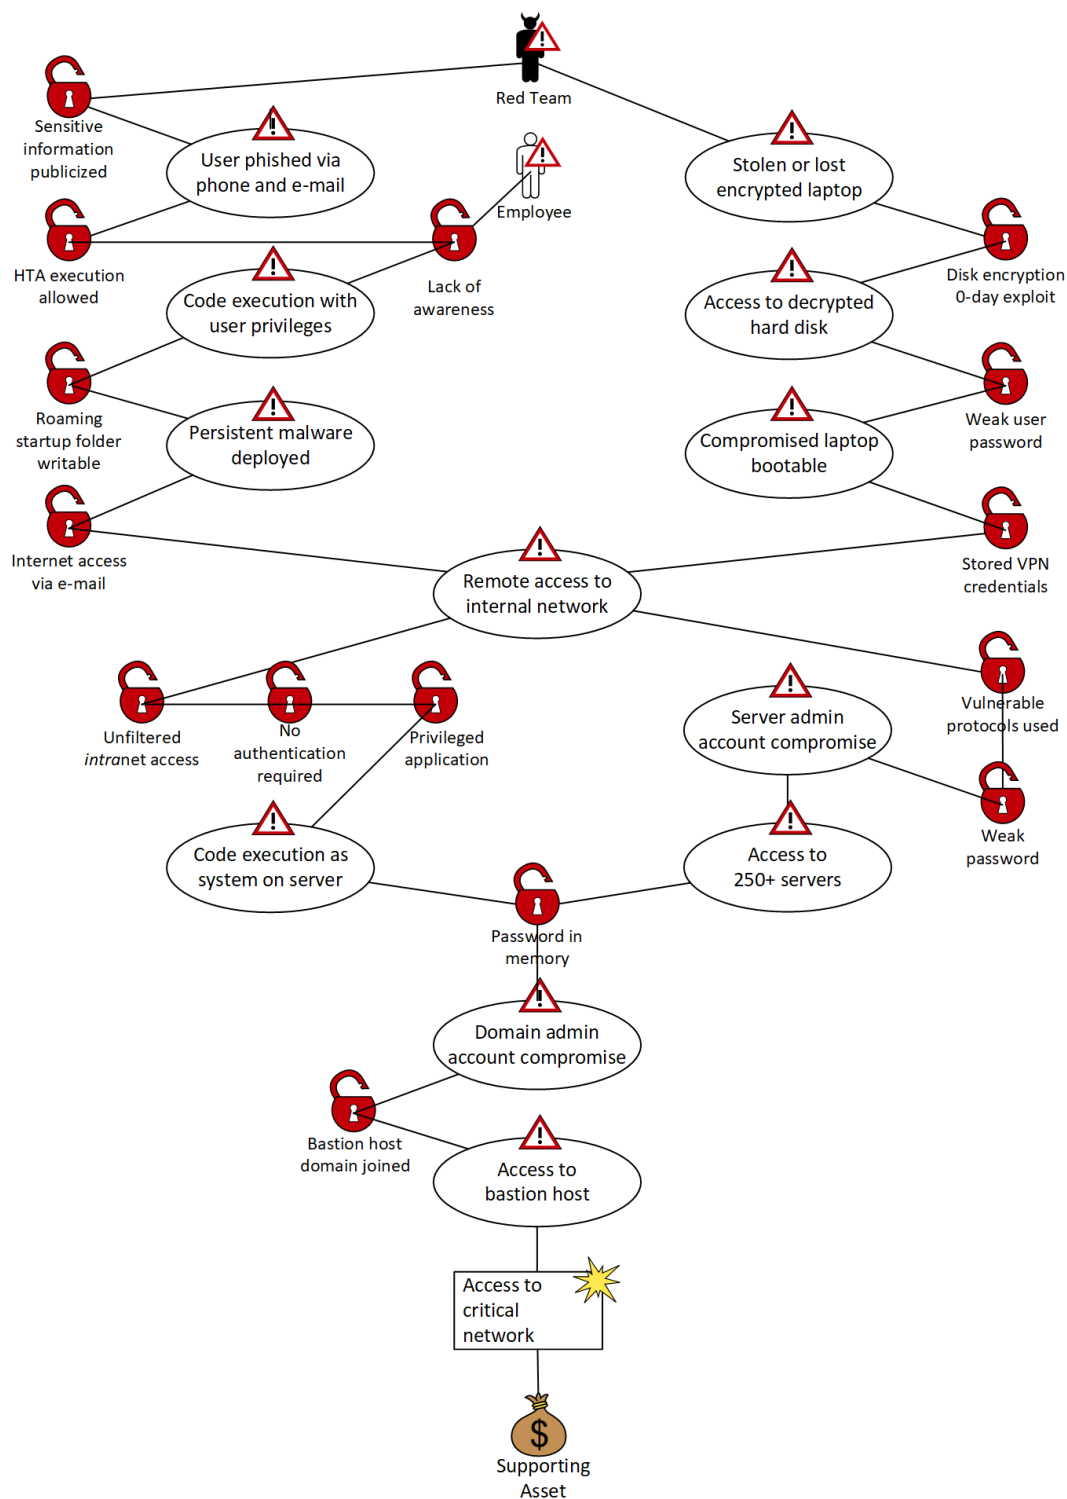 Red Team
Sensitive
information
publicized
User phished via
phone and e-mail
Stolen or lost
encrypted laptop
Employee
HTA execution
allowed
Lack of
awareness
Disk encryption
0-day exploit
Code execution with
user privileges
Access to decrypted
hard disk
Roaming
startup folder
writable
Weak user
password
Persistent malware
deployed
Compromised laptop
bootable
Internet access
via e-mail
Stored VPN
credentials
Remote access to
internal network
Unfiltered
intranet access
No
authentication
required
Privileged
application
Server admin
account compromise
Vulnerable
protocols used
Weak
password
Code execution as
system on server
Access to
250+ servers
Password in
memory
Domain admin
account compromise
Bastion host
domain joined
Access to
bastion host
Access to
critical
network
$
Supporting
Asset